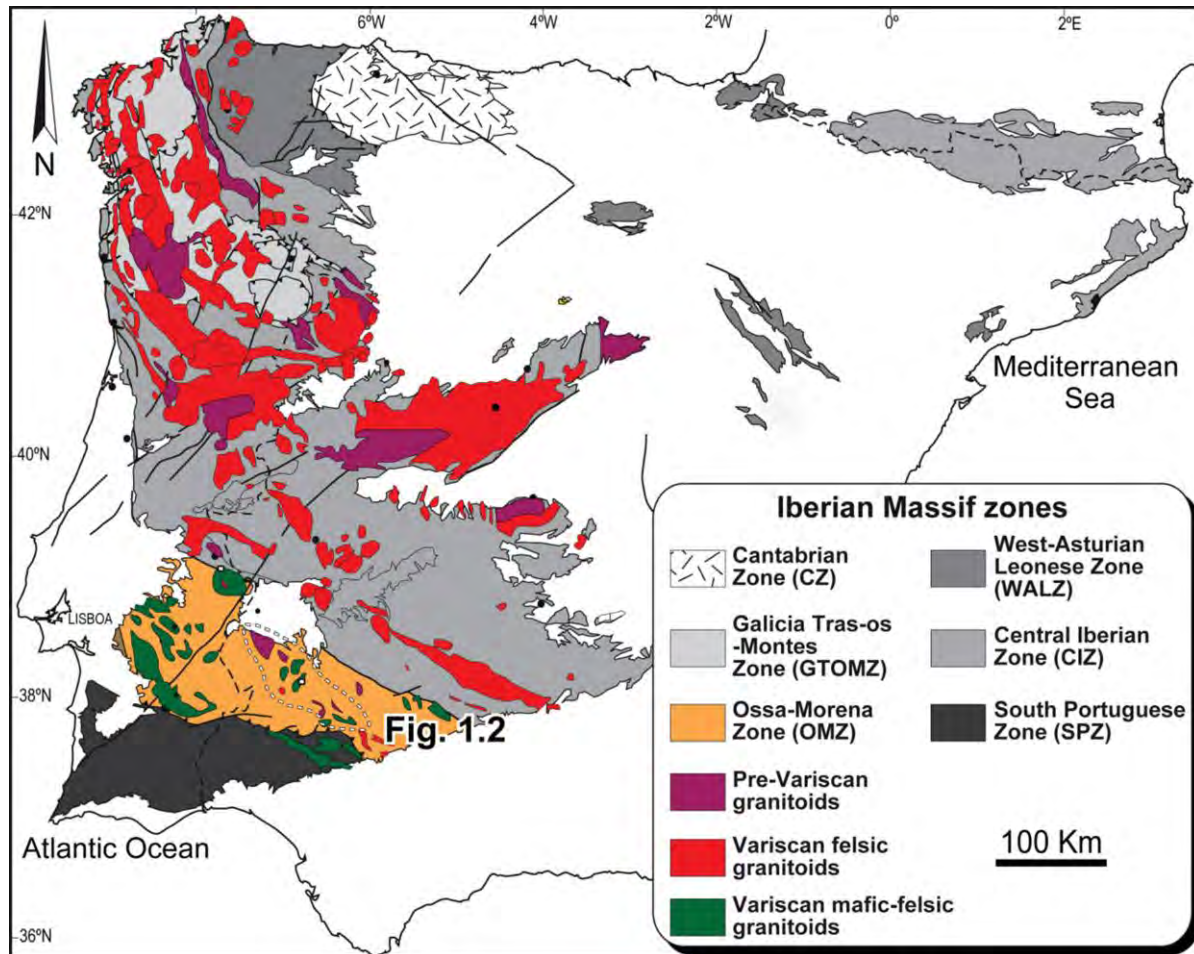 6ºW
4ºW
2ºW
0º
2ºE
N
42ºN
40ºN
38ºN
36ºN
LISBOA
Fig. 1.2
Atlantic Ocean
Mediterranean
Sea
Iberian Massif zones
Cantabrian
Zone (CZ)
West-Asturian
Leonese Zone
(WALZ)
Galicia Tras-os
-Montes
Zone (GTOMZ)
Central Iberian
Zone (CIZ)
Ossa-Morena
Zone (OMZ)
South Portuguese
Zone (SPZ)
Pre-Variscan
granitoids
Variscan felsic
granitoids
Variscan mafic-felsic
granitoids
100 Km